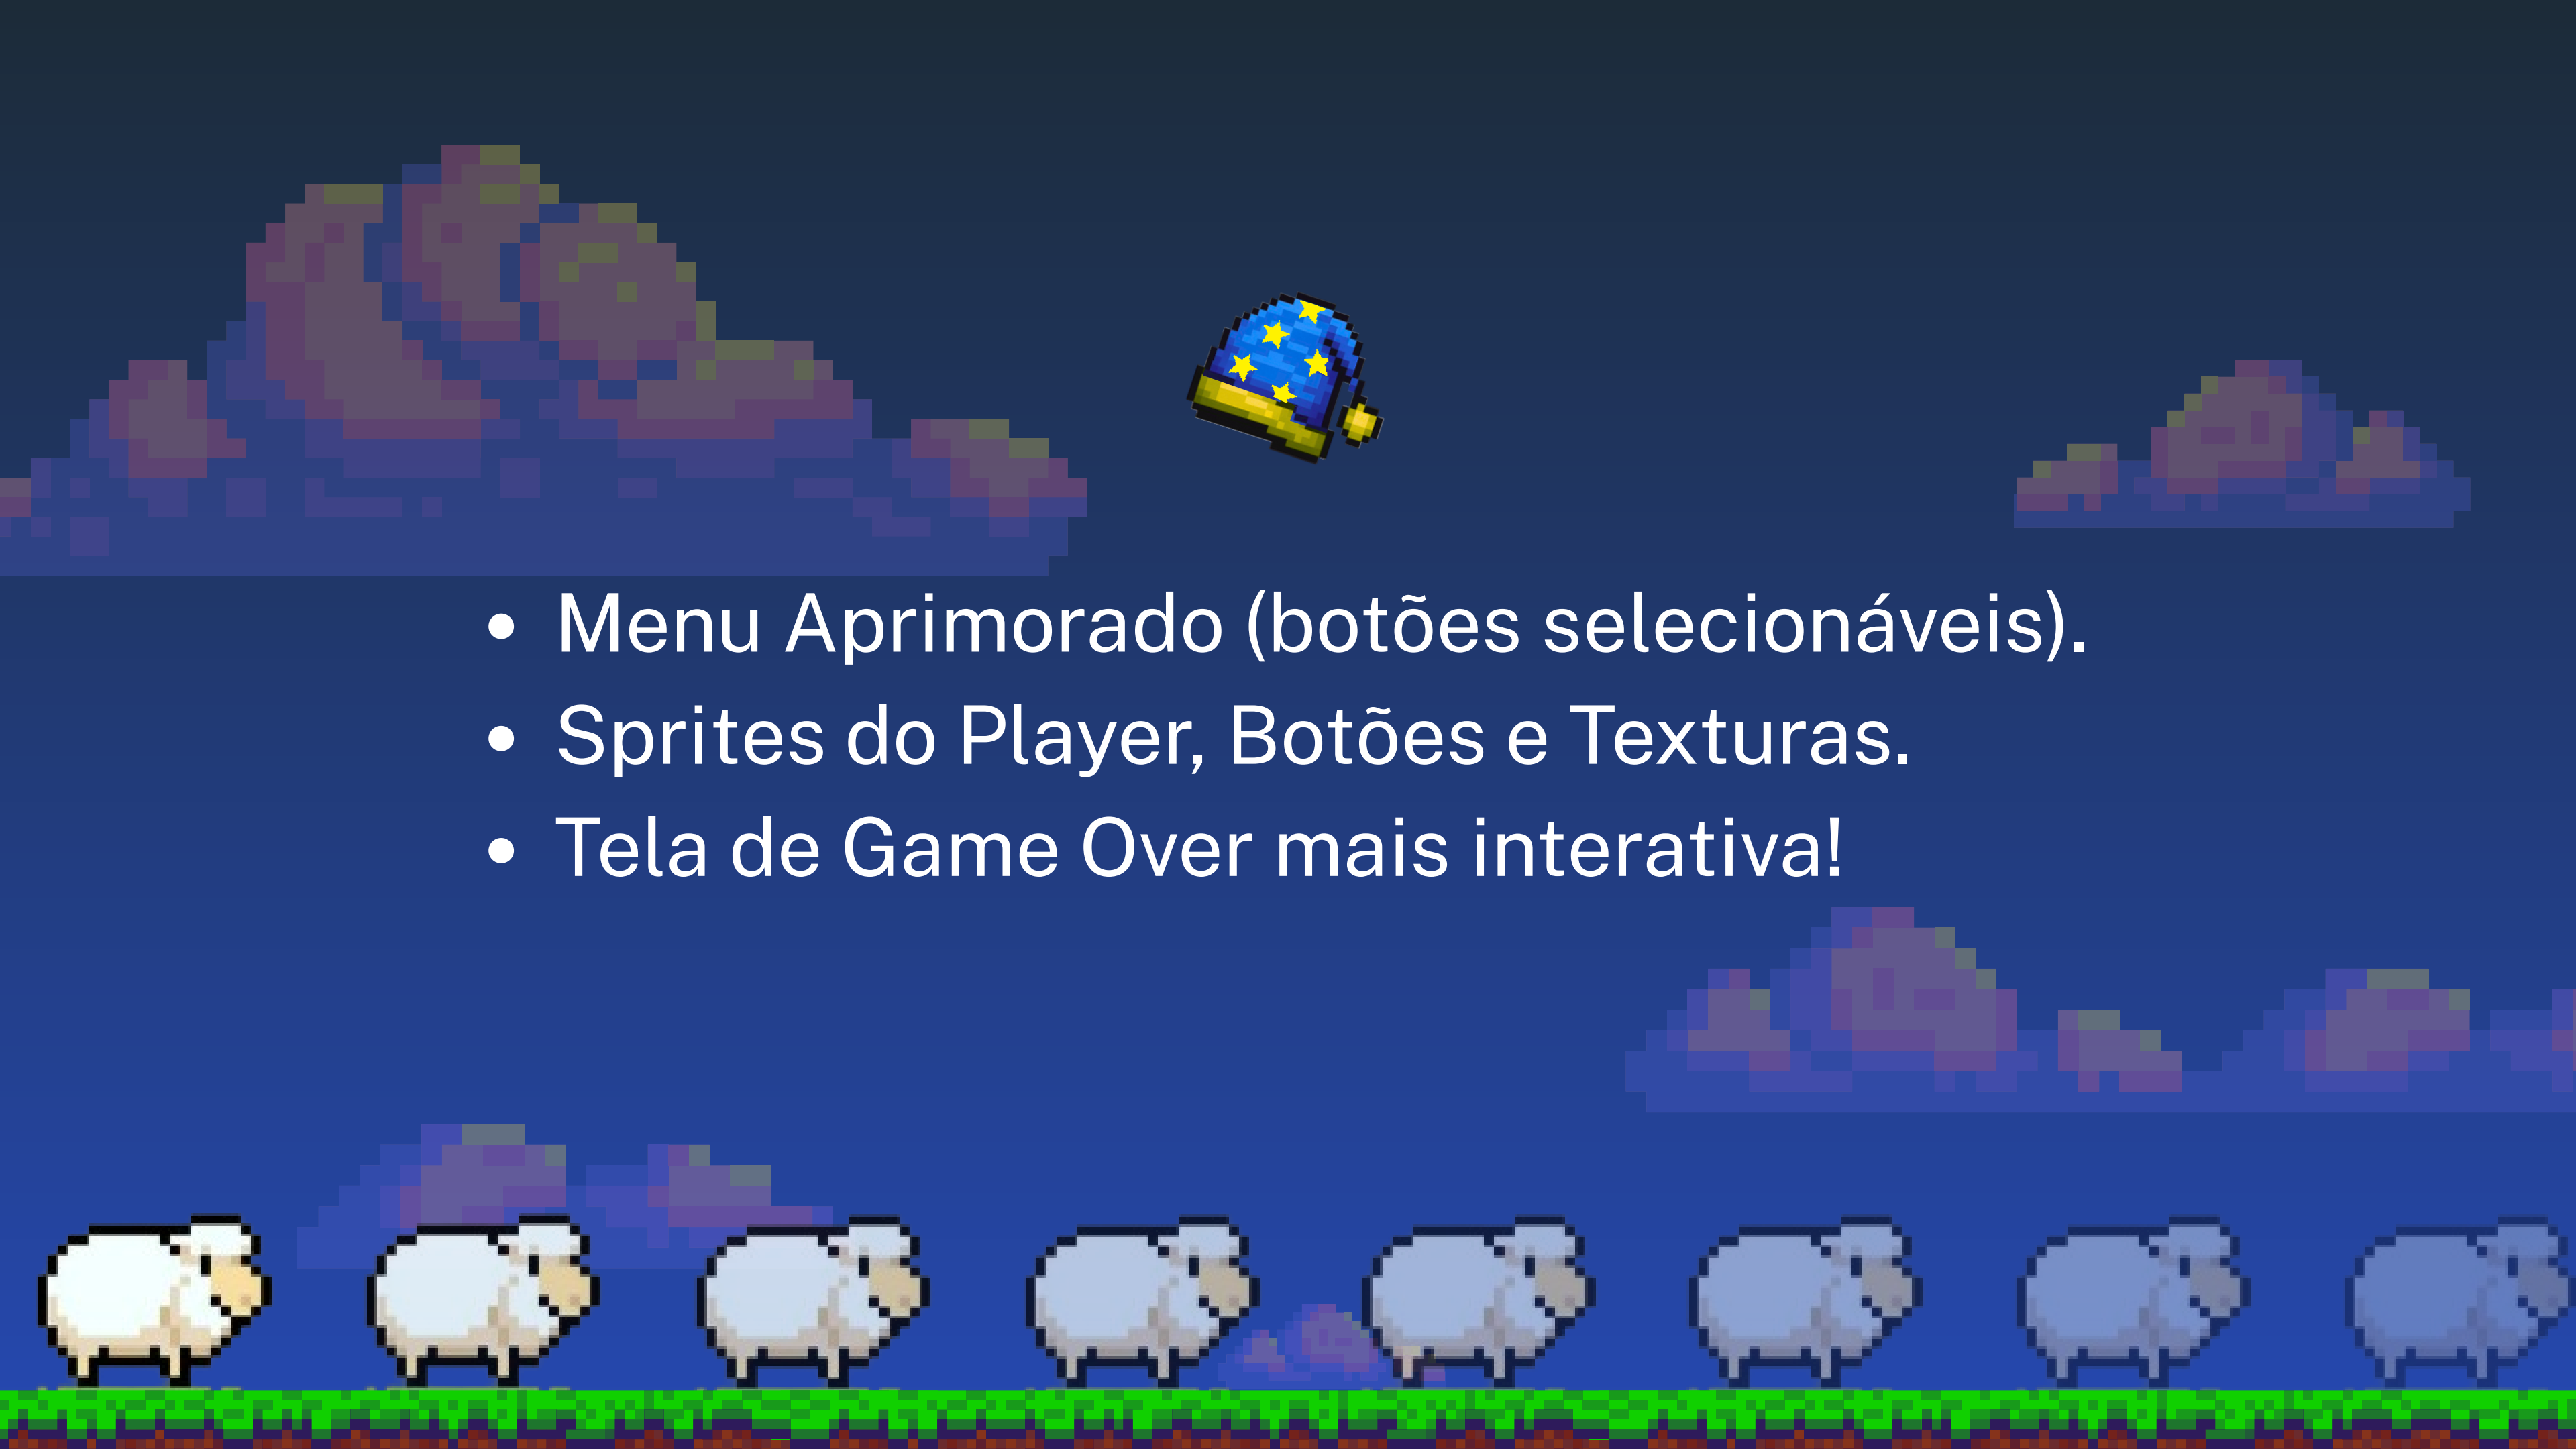 • Menu Aprimorado (botões selecionáveis).
• Sprites do Player, Botões e Texturas.
• Tela de Game Over mais interativa!